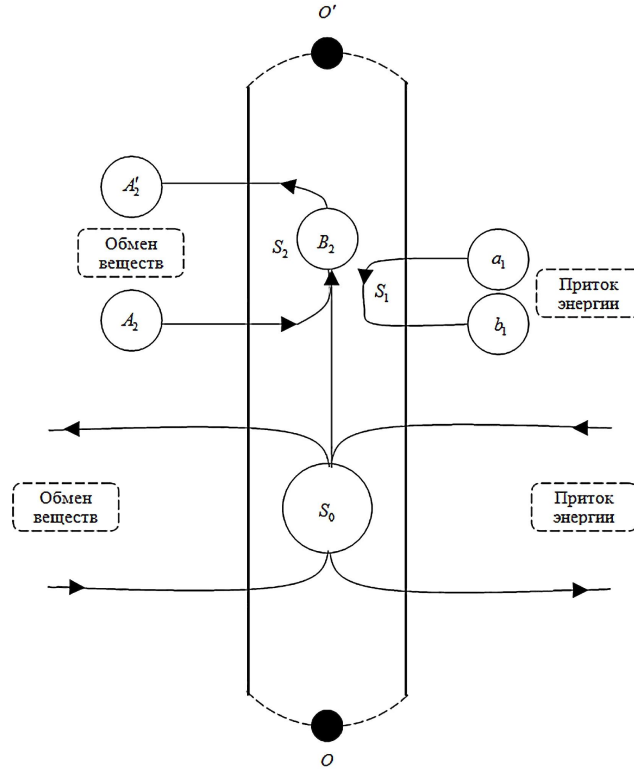 O′
A′₂
Обмен
веществ
S₂
B₂
a₁
S₁
Приток
энергии
A₂
b₁
Обмен
веществ
S₀
Приток
энергии
O